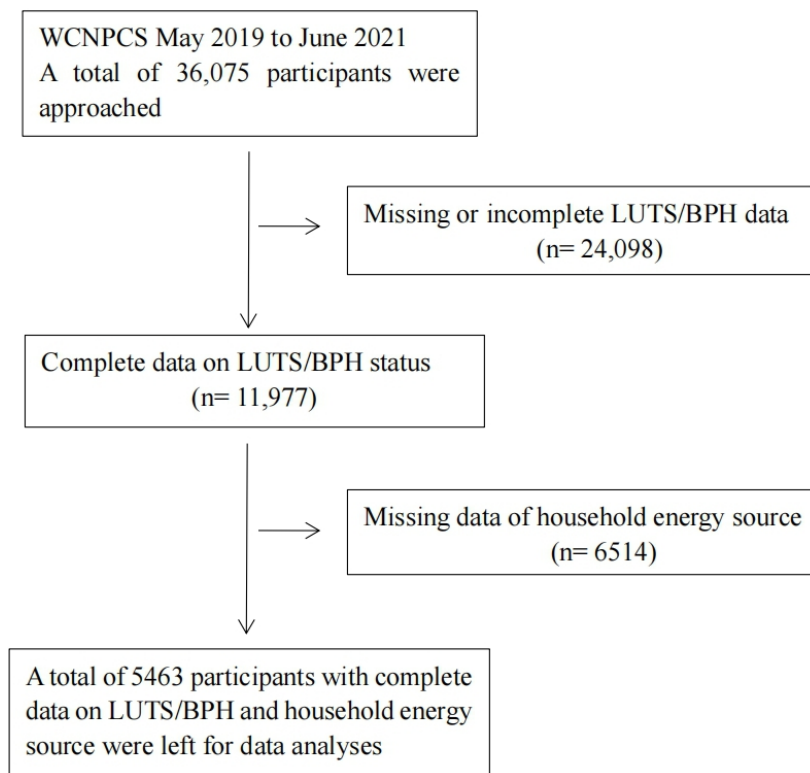 WCNPCS May 2019 to June 2021
A total of 36,075 participants were
approached
Missing or incomplete LUTS/BPH data
(n= 24,098)
Complete data on LUTS/BPH status
(n= 11,977)
Missing data of household energy source
(n= 6514)
A total of 5463 participants with complete
data on LUTS/BPH and household energy
source were left for data analyses